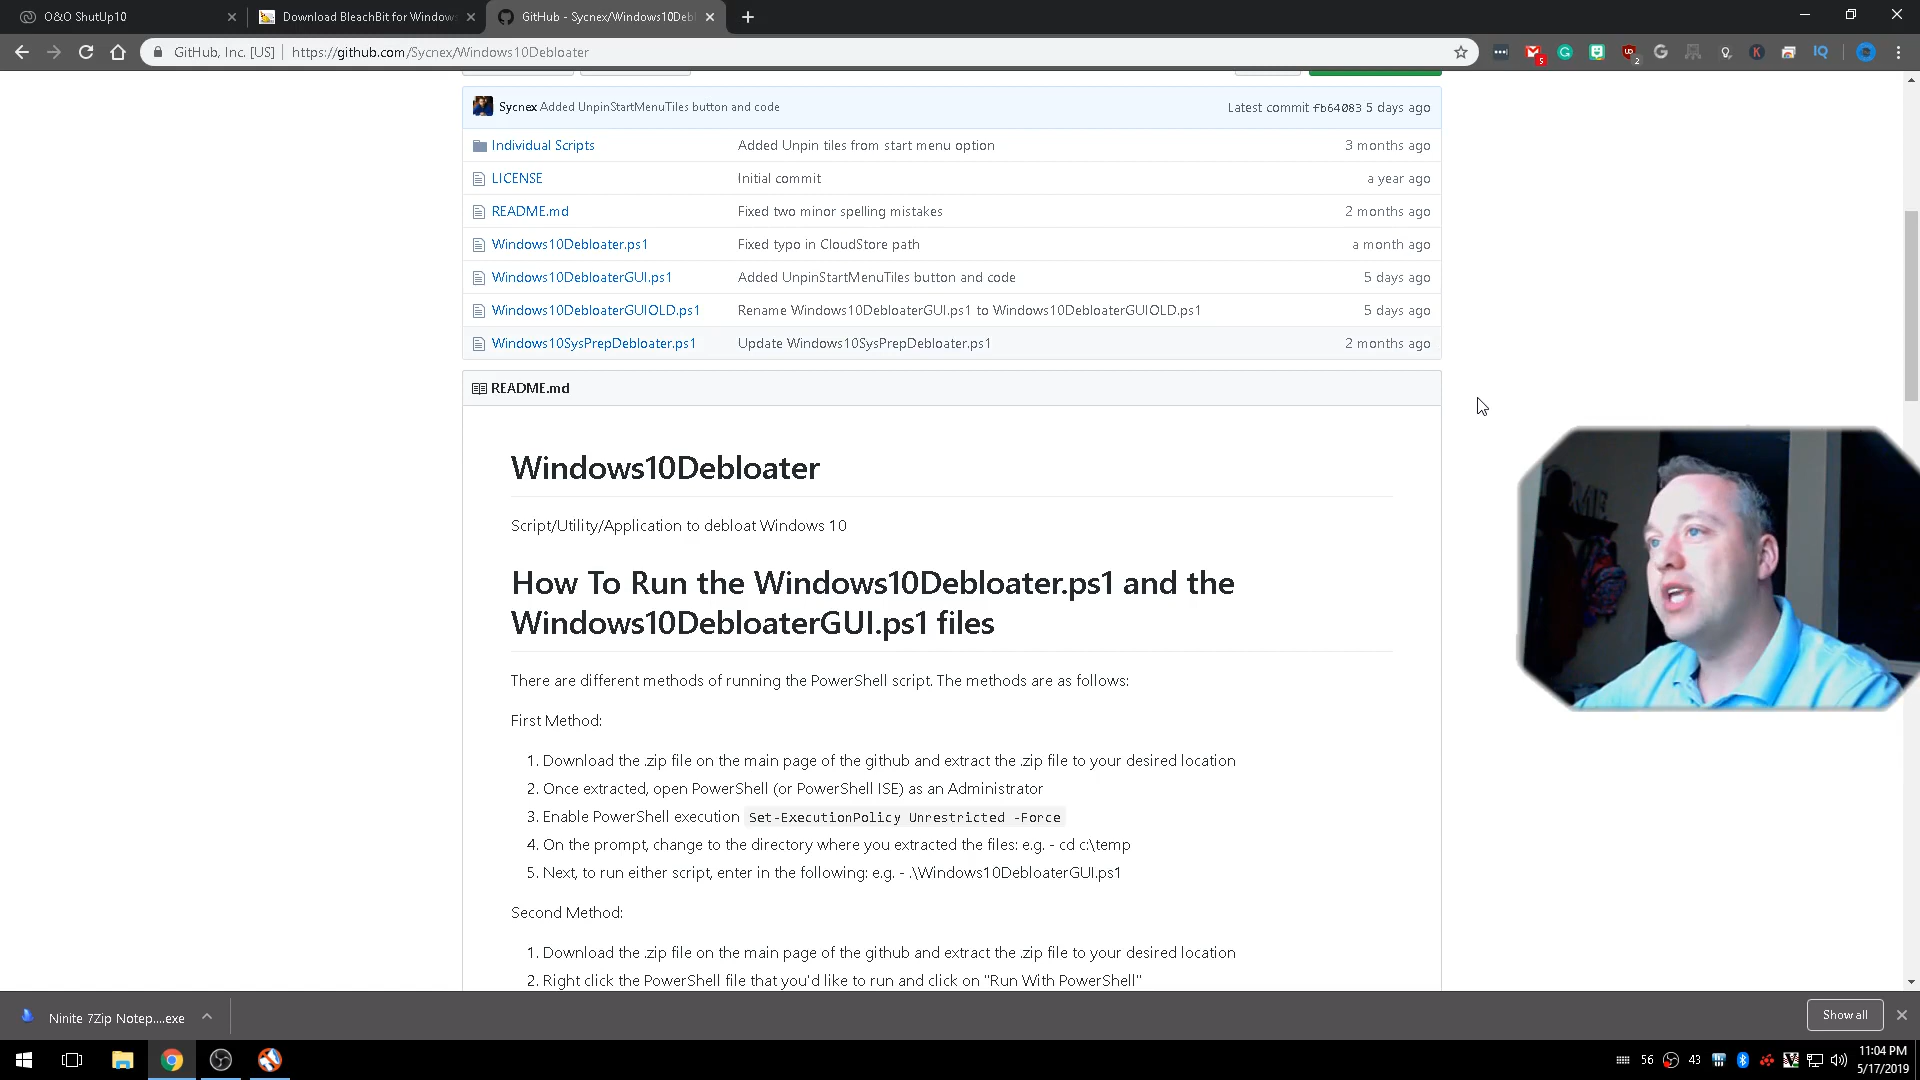 O&O ShutUp10
Download BleachBit for Window
GitHub - Sycnex/Windows10Deb
GitHub, Inc. [US] | https://github.com/Sycnex/Windows10Debloater
Sycnex Added UnpinStartMenuTiles button and code Latest commit fb64083 5 days ago
Individual Scripts Added Unpin tiles from start menu option 3 months ago
LICENSE Initial commit a year ago
README.md Fixed two minor spelling mistakes 2 months ago
Windows10Debloater.ps1 Fixed typo in CloudStore path a month ago
Windows10DebloaterGUI.ps1 Added UnpinStartMenuTiles button and code 5 days ago
Windows10DebloaterGUIOLD.ps1 Rename Windows10DebloaterGUI.ps1 to Windows10DebloaterGUIOLD.ps1 5 days ago
Windows10SysPrepDebloater.ps1 Update Windows10SysPrepDebloater.ps1 2 months ago
README.md
Windows10Debloater
Script/Utility/Application to debloat Windows 10
How To Run the Windows10Debloater.ps1 and the
Windows10DebloaterGUI.ps1 files
There are different methods of running the PowerShell script. The methods are as follows:
First Method:
1. Download the .zip file on the main page of the github and extract the .zip file to your desired location
2. Once extracted, open PowerShell (or PowerShell ISE) as an Administrator
3. Enable PowerShell execution Set-ExecutionPolicy Unrestricted -Force
4. On the prompt, change to the directory where you extracted the files: e.g. - cd c:\temp
5. Next, to run either script, enter in the following: e.g. - .\Windows10DebloaterGUI.ps1
Second Method:
1. Download the .zip file on the main page of the github and extract the .zip file to your desired location
2. Right click the PowerShell file that you'd like to run and click on "Run With PowerShell"
Ninite 7Zip Notep....exe
Show all
56 43
11:04 PM
5/17/2019